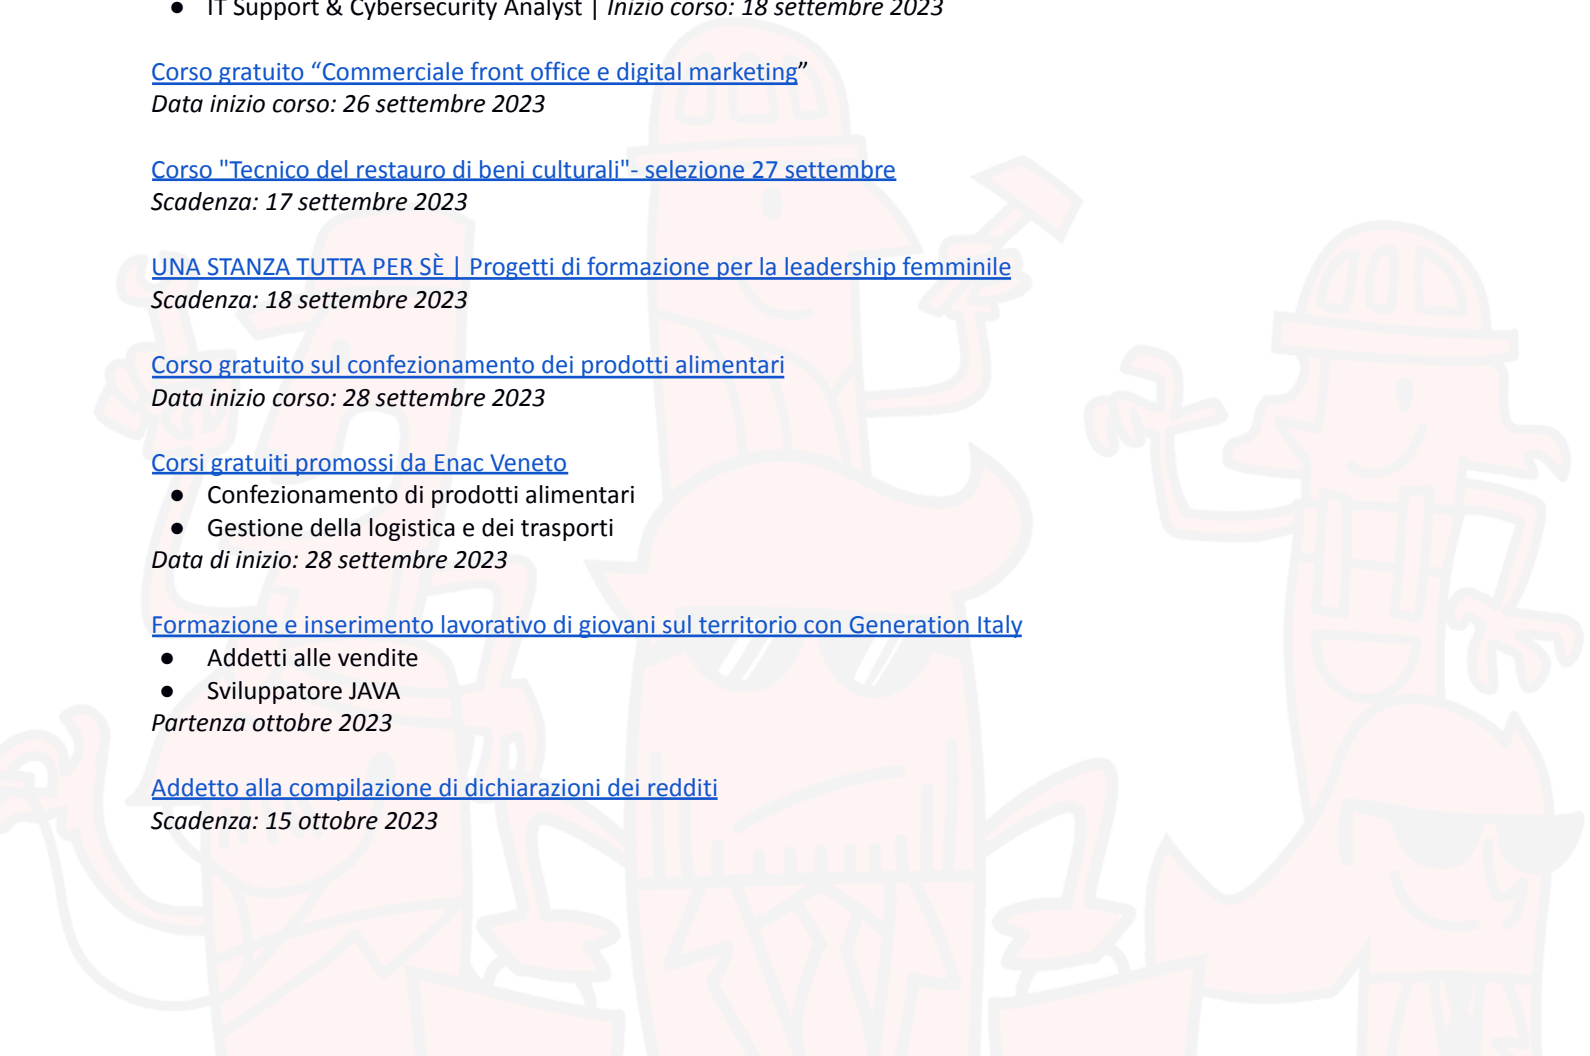 ● IT Support & Cybersecurity Analyst | Inizio corso: 18 settembre 2023
Corso gratuito “Commerciale front office e digital marketing”
Data inizio corso: 26 settembre 2023
Corso "Tecnico del restauro di beni culturali"- selezione 27 settembre
Scadenza: 17 settembre 2023
UNA STANZA TUTTA PER SÈ | Progetti di formazione per la leadership femminile
Scadenza: 18 settembre 2023
Corso gratuito sul confezionamento dei prodotti alimentari
Data inizio corso: 28 settembre 2023
Corsi gratuiti promossi da Enac Veneto
● Confezionamento di prodotti alimentari
● Gestione della logistica e dei trasporti
Data di inizio: 28 settembre 2023
Formazione e inserimento lavorativo di giovani sul territorio con Generation Italy
● Addetti alle vendite
● Sviluppatore JAVA
Partenza ottobre 2023
Addetto alla compilazione di dichiarazioni dei redditi
Scadenza: 15 ottobre 2023